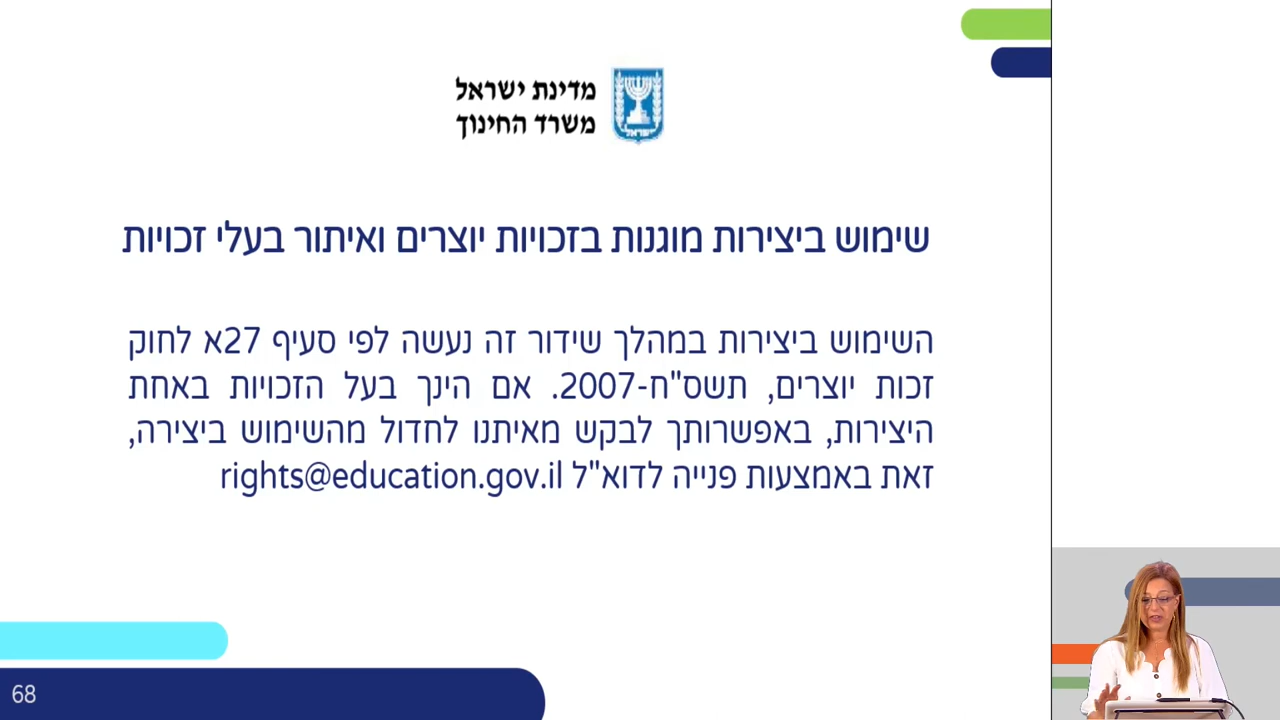 מדינת ישראל
משרד החינוך
שימוש ביצירות מוגנות בזכויות יוצרים ואיתור בעלי זכויות
השימוש ביצירות במהלך שידור זה נעשה לפי סעיף 27א לחוק
זכות יוצרים, תשס"ח-2007. אם הינך בעל הזכויות באחת
היצירות, באפשרותך לבקש מאיתנו לחדול מהשימוש ביצירה,
זאת באמצעות פנייה לדוא"ל rights@education.gov.il
68